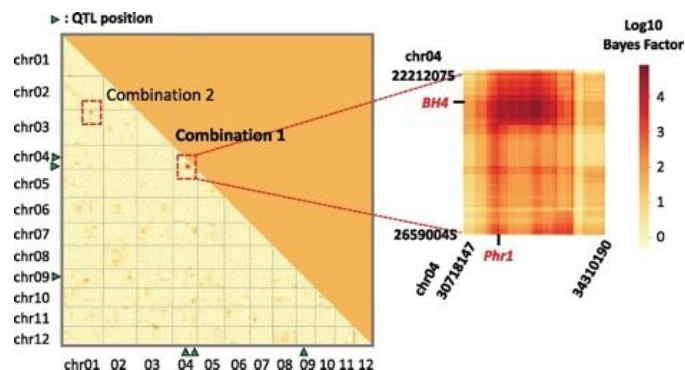 ▶ : QTL position
chr01
chr02
chr03
chr04
chr05
chr06
chr07
chr08
chr09
chr10
chr11
chr12
Combination 2
Combination 1
chr01 02 03 04 05 06 07 08 09 10 11 12
chr04
22212075
BH4
26590045
Phr1
chr04
30718147
34310190
Log10
Bayes Factor
4
3
2
1
0